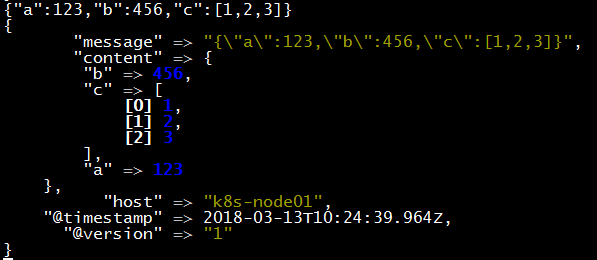 {"a":123,"b":456,"c":[1,2,3]}
{
"message" => "{\"a\":123,\"b\":456,\"c\":[1,2,3]}",
"content" => {
"b" => 456,
"c" => [
[0] 1,
[1] 2,
[2] 3
],
"a" => 123
},
"host" => "k8s-node01",
"@timestamp" => 2018-03-13T10:24:39.964Z,
"@version" => "1"
}